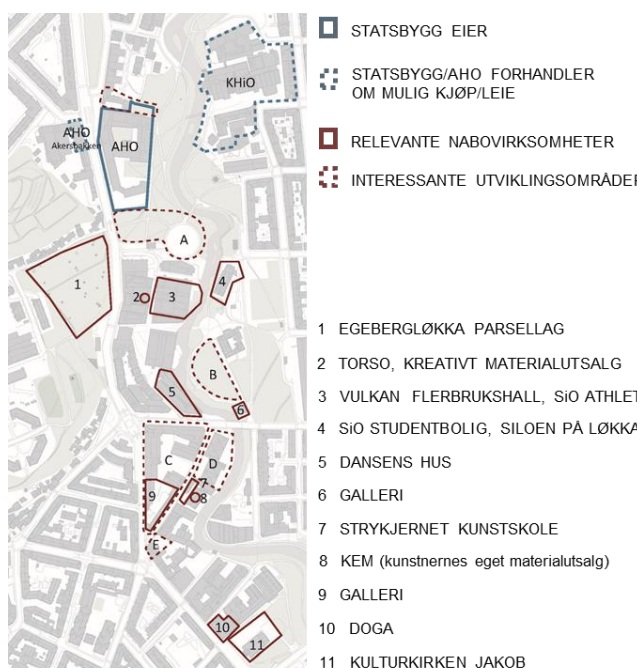 STATSBYGG EIER
STATSBYGG/AHO FORHANDLER
OM MULIG KJØP/LEIE
RELEVANTE NABOVIRKSOMHETER
INTERESSANTE UTVIKLINGSOMRÅDER
KHiO
AHO
Akersbakken
AHO
A
1
2
3
4
B
5
6
C
D
7
8
9
E
10
11
1 EGEBERGLØKKA PARSELLAG
2 TORSO, KREATIVT MATERIALUTSALG
3 VULKAN FLERBRUKSHALL, SiO ATHLET
4 SiO STUDENTBOLIG, SILOEN PÅ LØKKA
5 DANSENS HUS
6 GALLERI
7 STRYKJERNET KUNSTSKOLE
8 KEM (kunstnernes eget materialutsalg)
9 GALLERI
10 DOGA
11 KULTURKIRKEN JAKOB